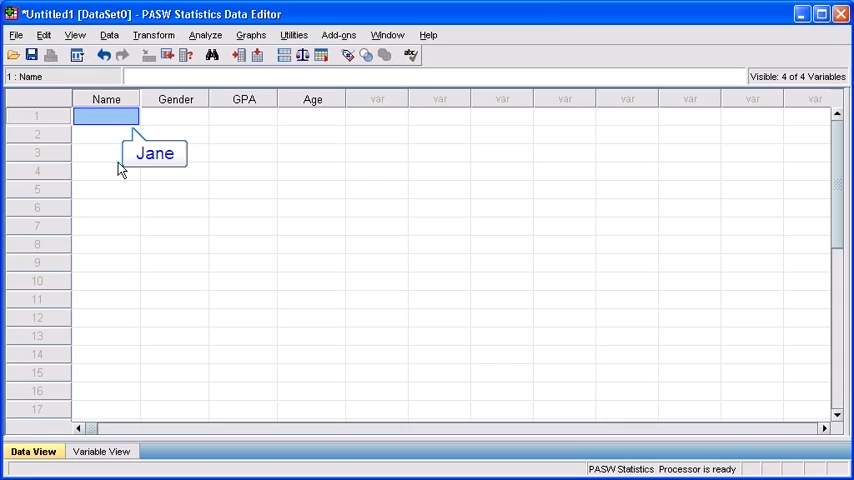 *Untitled1 [DataSet0] - PASW Statistics Data Editor
File Edit View Data Transform Analyze Graphs Utilities Add-ons Window Help
1 : Name Visible: 4 of 4 Variables
Name Gender GPA Age var var var var var var var var
1
2
Jane
3
4
5
6
7
8
9
10
11
12
13
14
15
16
17
Data View Variable View
PASW Statistics Processor is ready